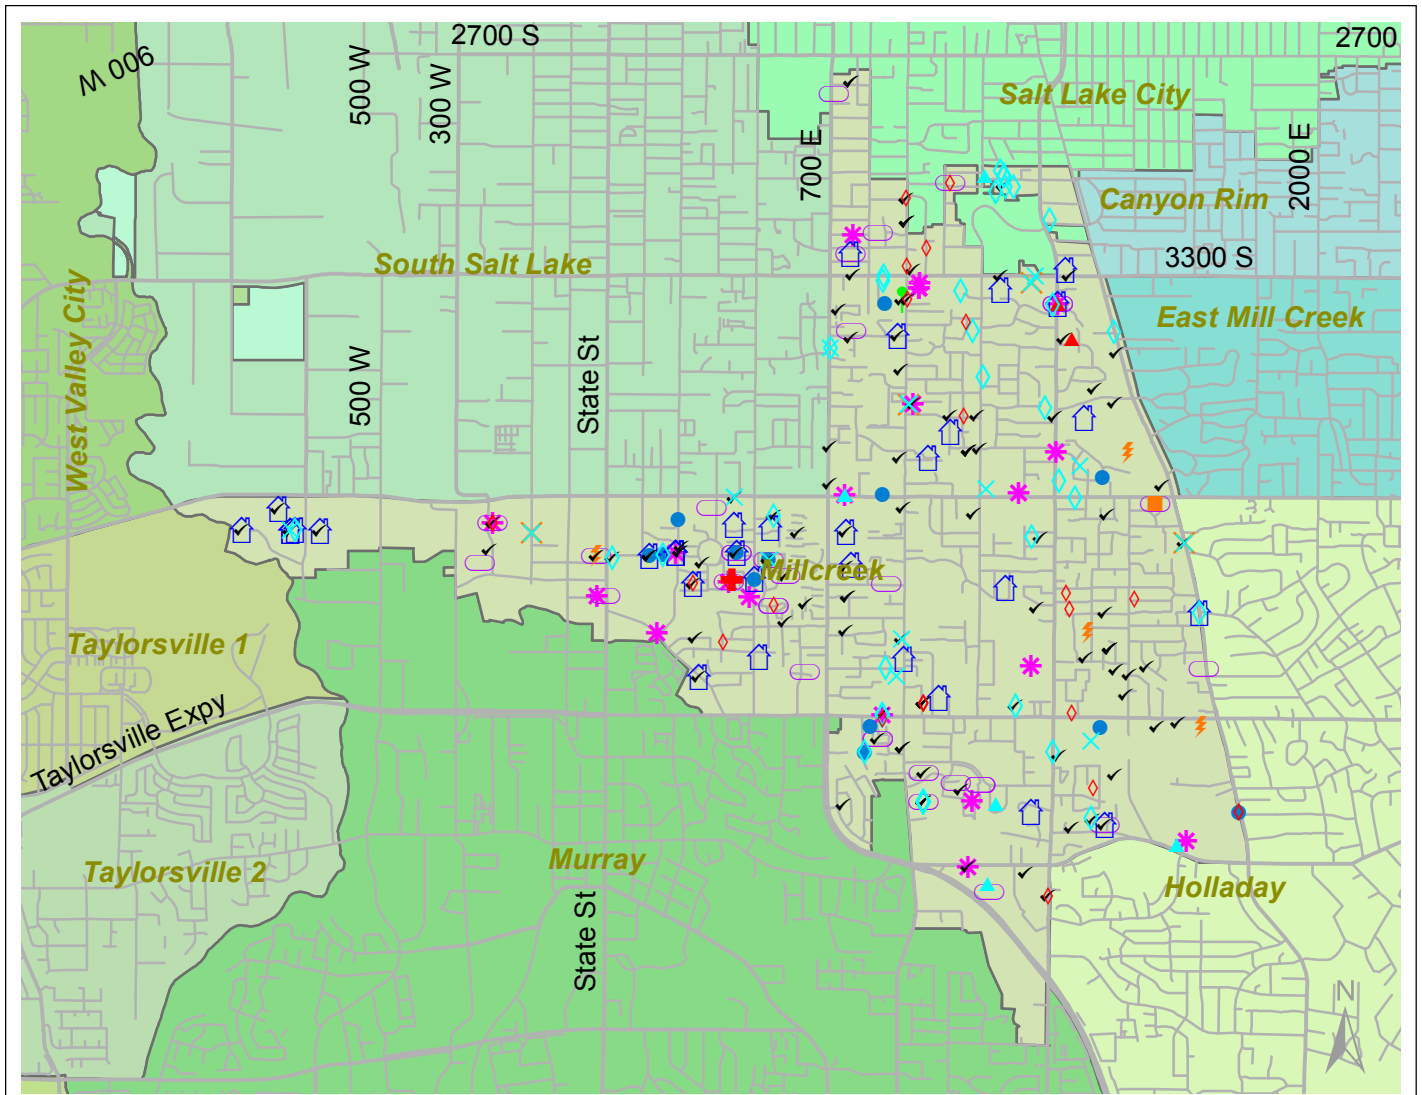 2700 S
2700
900 W
500 W
300 W
Salt Lake City
700 E
2000 E
Canyon Rim
3300 S
South Salt Lake
West Valley City
East Mill Creek
500 W
State St
Millcreek
Taylorsville 1
Taylorsville Expy
Murray
Taylorsville 2
Holladay
State St
N